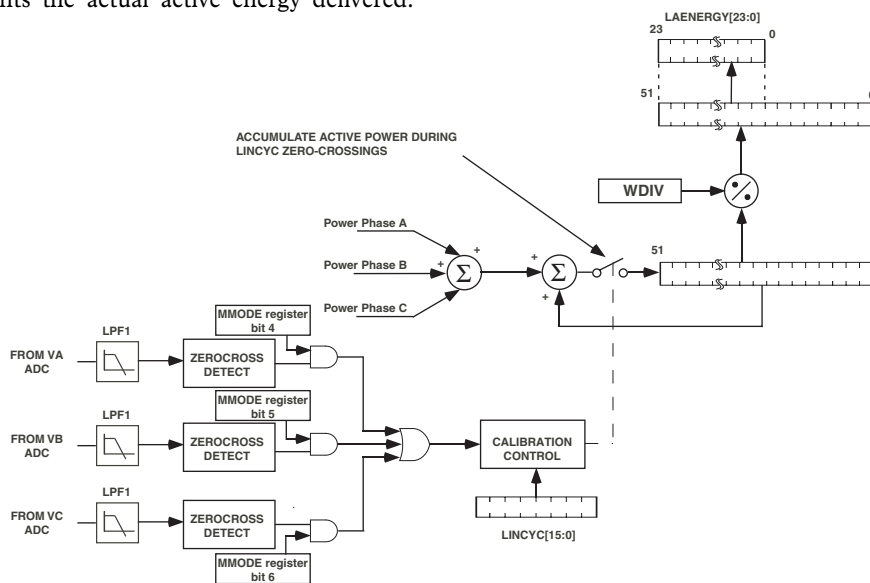 the actual active energy delivered.
LAENERGY[23:0]
23
0
51
ACCUMULATE ACTIVE POWER DURING
LINCYC ZERO-CROSSINGS
WDIV
Power Phase A
+
+
51
Power Phase B
+
Σ
Σ
+
Power Phase C
MMODE register
bit 4
LPF1
FROM VA
ADC
ZEROCROSS
DETECT
MMODE register
bit 5
LPF1
FROM VB
ADC
ZEROCROSS
DETECT
CALIBRATION
CONTROL
LPF1
FROM VC
ADC
ZEROCROSS
DETECT
LINCYC[15:0]
MMODE register
bit 6